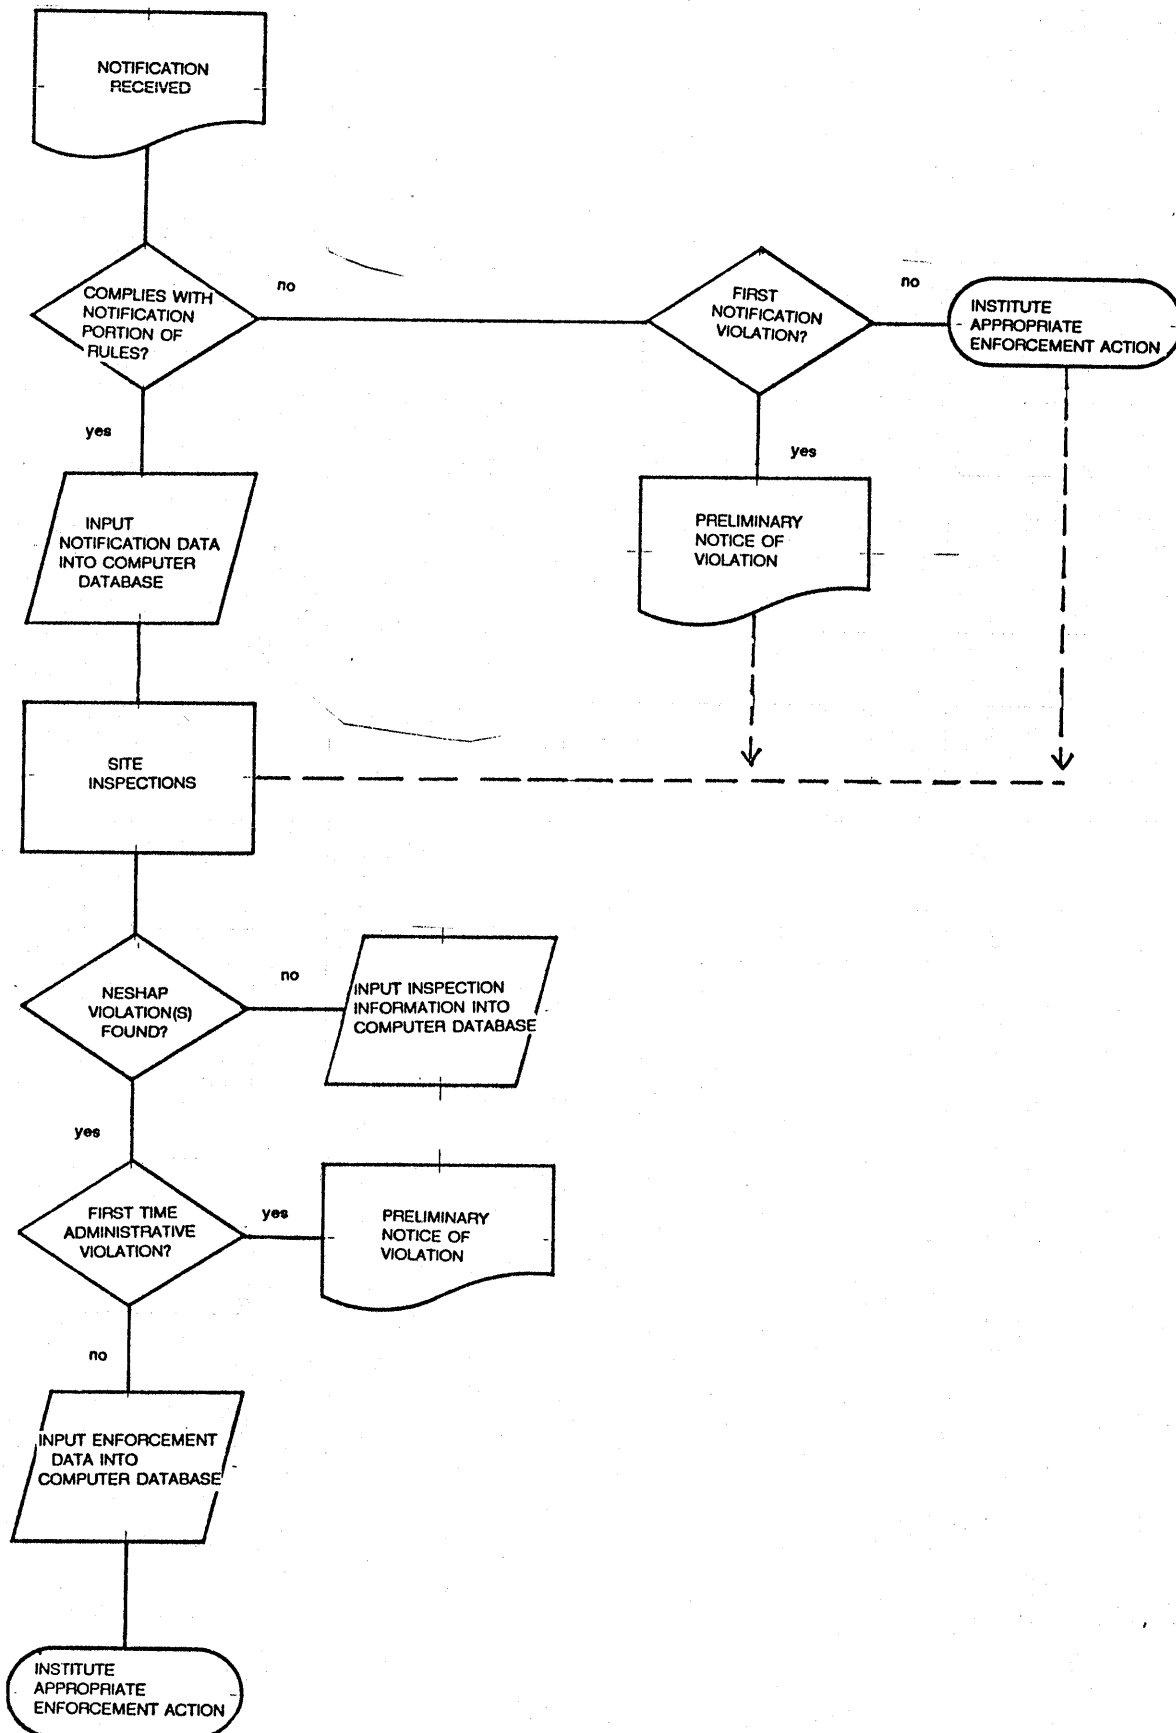 NOTIFICATION
RECEIVED
COMPLIES WITH
NOTIFICATION
PORTION OF
RULES?
no
FIRST
NOTIFICATION
VIOLATION?
no
INSTITUTE
APPROPRIATE
ENFORCEMENT ACTION
yes
yes
INPUT
NOTIFICATION DATA
INTO COMPUTER
DATABASE
PRELIMINARY
NOTICE OF
VIOLATION
SITE
INSPECTIONS
NESHAP
VIOLATION(S)
FOUND?
no
INPUT INSPECTION
INFORMATION INTO
COMPUTER DATABASE
yes
FIRST TIME
ADMINISTRATIVE
VIOLATION?
yes
PRELIMINARY
NOTICE OF
VIOLATION
no
INPUT ENFORCEMENT
DATA INTO
COMPUTER DATABASE
INSTITUTE
APPROPRIATE
ENFORCEMENT ACTION